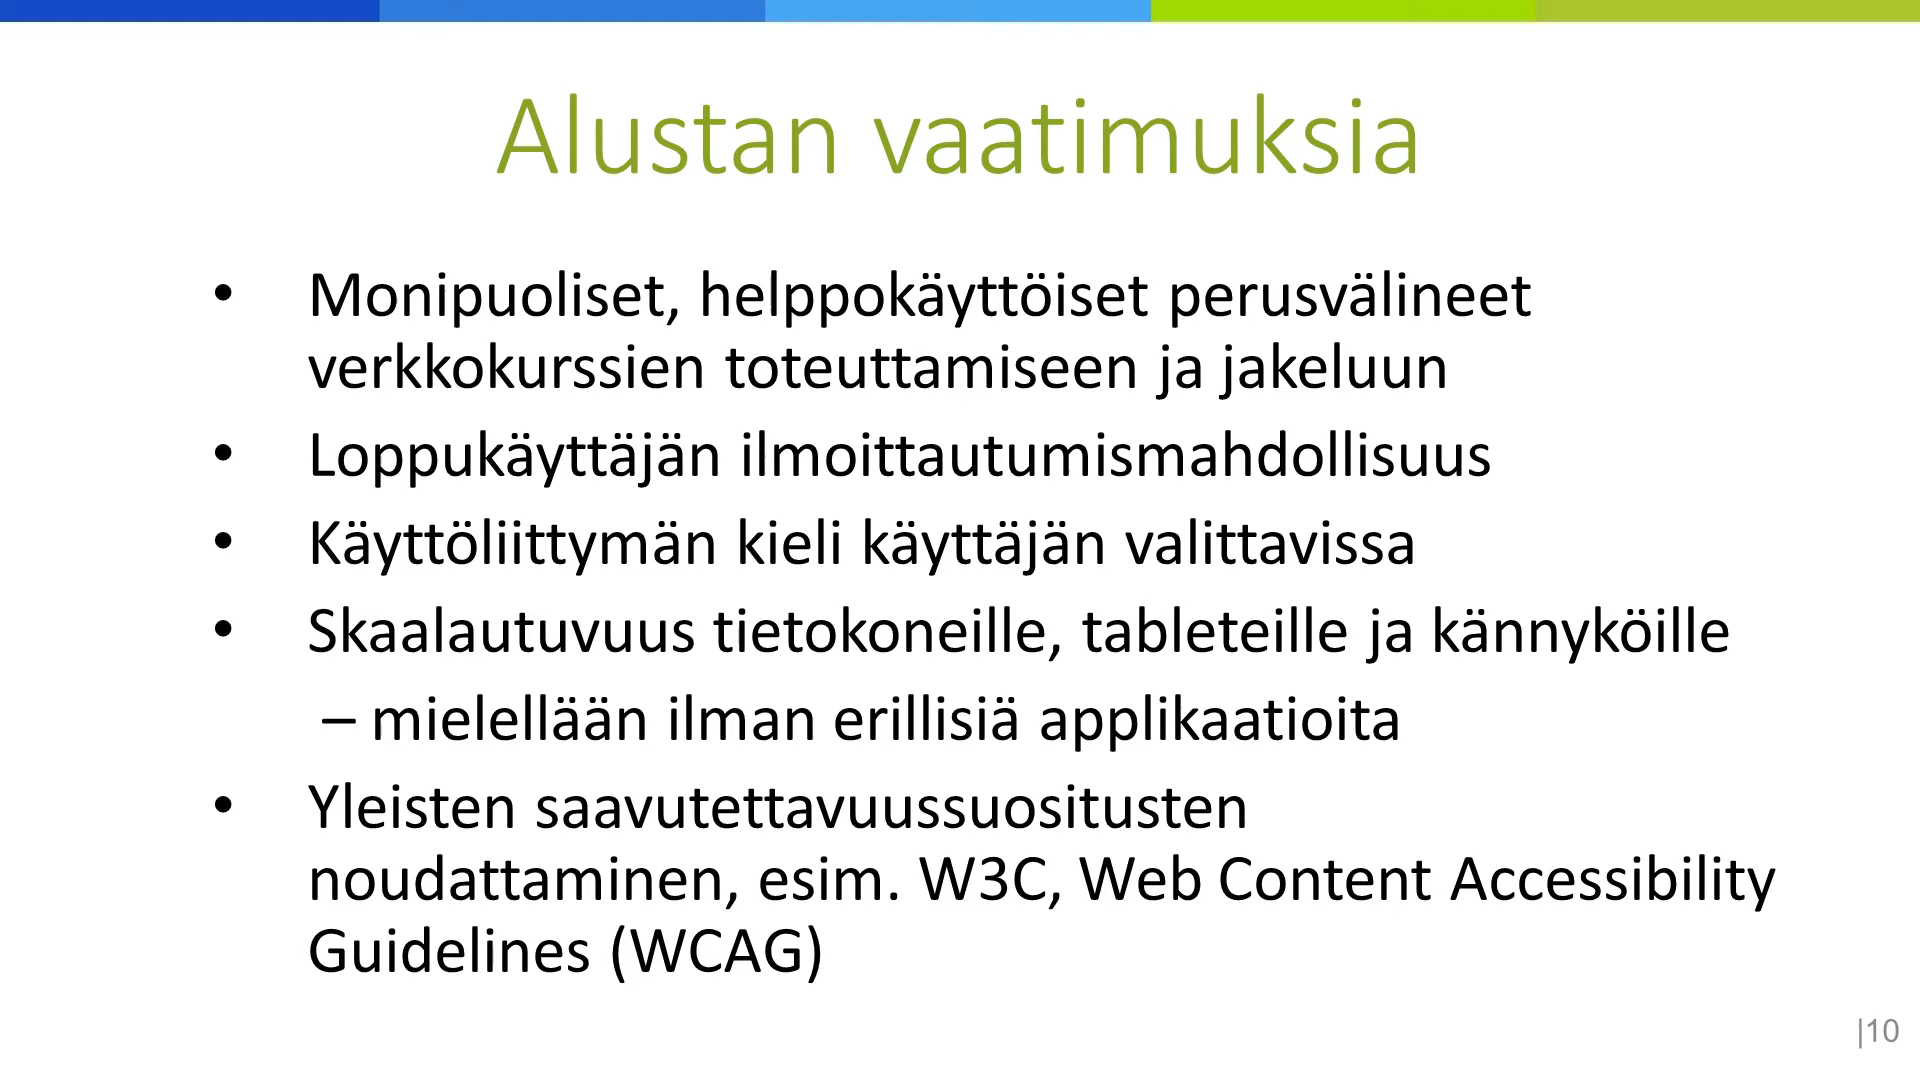 Alustan vaatimuksia
• Monipuoliset, helppokäyttöiset perusvälineet
verkkokurssien toteuttamiseen ja jakeluun
• Loppukäyttäjän ilmoittautumismahdollisuus
• Käyttöliittymän kieli käyttäjän valittavissa
• Skaalautuvuus tietokoneille, tableteille ja kännyköille
– mielellään ilman erillisiä applikaatioita
• Yleisten saavutettavuussuositusten
noudattaminen, esim. W3C, Web Content Accessibility
Guidelines (WCAG)
|10